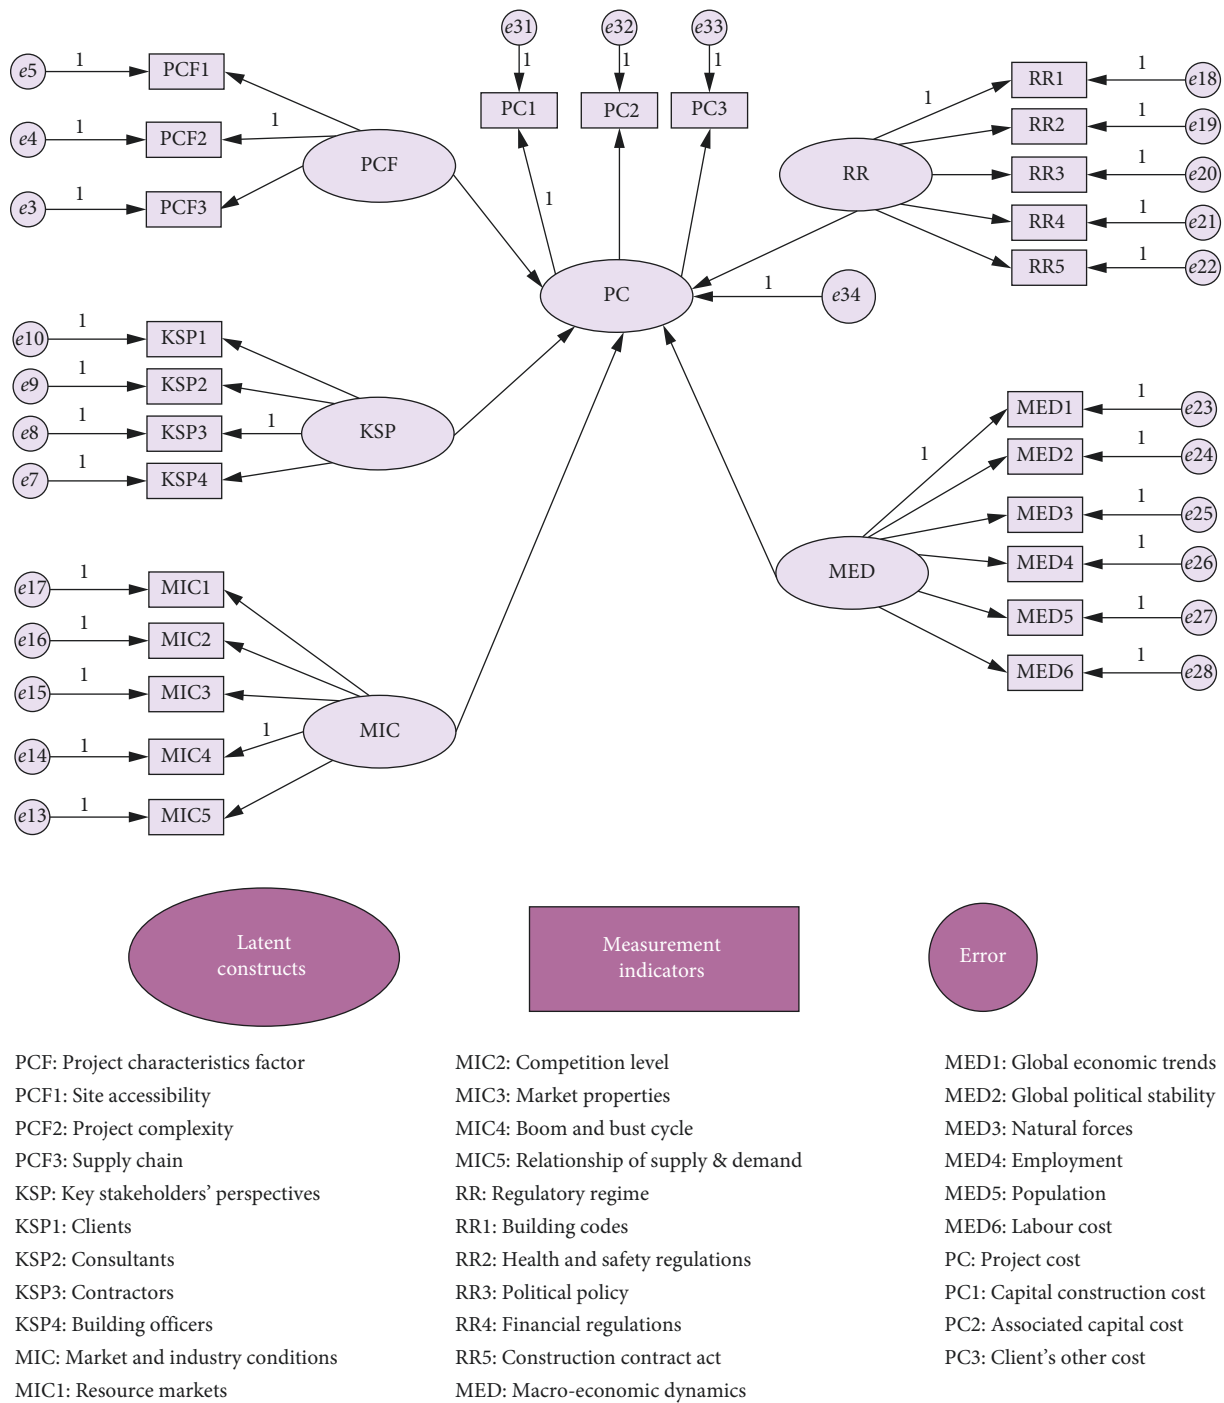 e31
e32
e33
1
1
1
PC1
PC2
PC3
e5
1
PCF1
e4
1
PCF2
1
e3
1
PCF3
PCF
1
PC
1
e34
1
RR
RR1
1
e18
RR2
1
e19
RR3
1
e20
RR4
1
e21
RR5
1
e22
e10
1
KSP1
e9
1
KSP2
e8
1
KSP3
1
e7
1
KSP4
KSP
e17
1
MIC1
e16
1
MIC2
e15
1
MIC3
e14
1
MIC4
1
e13
1
MIC5
MIC
1
MED
MED1
1
e23
MED2
1
e24
MED3
1
e25
MED4
1
e26
MED5
1
e27
MED6
1
e28
Latent
constructs
Measurement
indicators
Error
PCF: Project characteristics factor
PCF1: Site accessibility
PCF2: Project complexity
PCF3: Supply chain
KSP: Key stakeholders’ perspectives
KSP1: Clients
KSP2: Consultants
KSP3: Contractors
KSP4: Building officers
MIC: Market and industry conditions
MIC1: Resource markets
MIC2: Competition level
MIC3: Market properties
MIC4: Boom and bust cycle
MIC5: Relationship of supply & demand
RR: Regulatory regime
RR1: Building codes
RR2: Health and safety regulations
RR3: Political policy
RR4: Financial regulations
RR5: Construction contract act
MED: Macro-economic dynamics
MED1: Global economic trends
MED2: Global political stability
MED3: Natural forces
MED4: Employment
MED5: Population
MED6: Labour cost
PC: Project cost
PC1: Capital construction cost
PC2: Associated capital cost
PC3: Client’s other cost